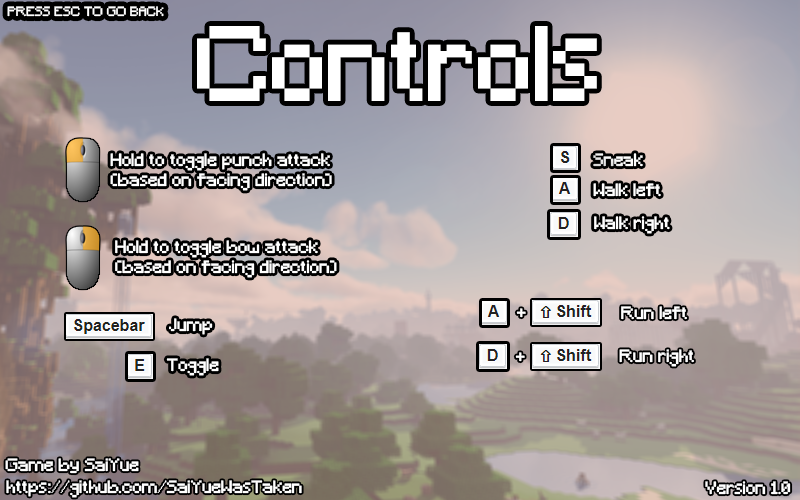 PRESS ESC TO GO BACK
Controls
Hold to toggle punch attack
(based on facing direction)
Hold to toggle bow attack
(based on facing direction)
Spacebar Jump
E Toggle
S Sneak
A Walk left
D Walk right
A + ⇧ Shift Run left
D + ⇧ Shift Run right
Game by SaiYue
https://github.com/SaiYueWasTaken
Version 1.0